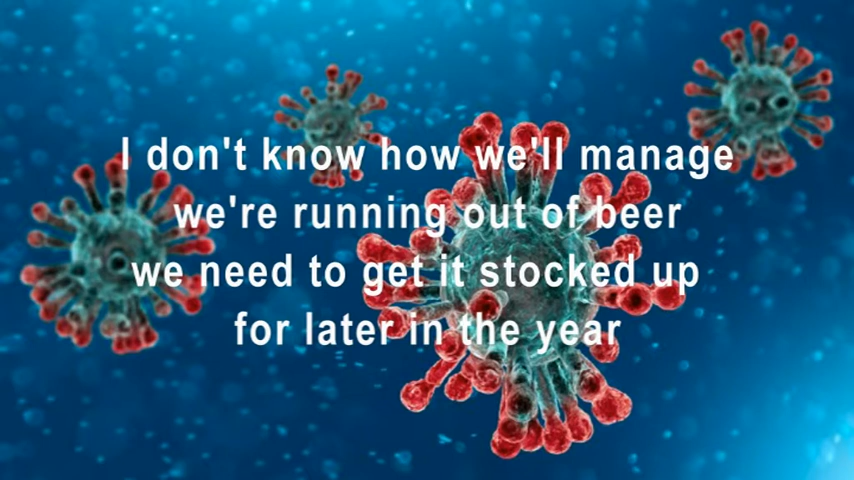 I don't know how we'll manage
we're running out of beer
we need to get it stocked up
for later in the year